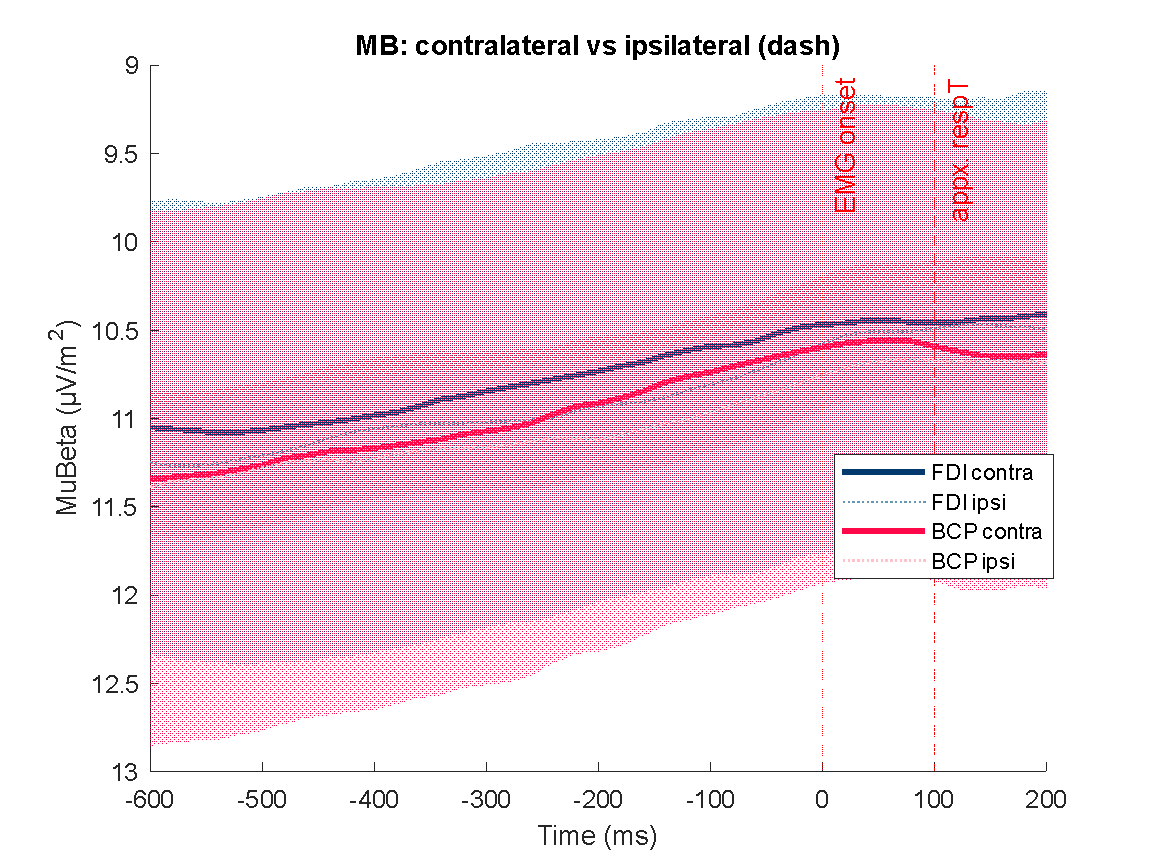 MB: contralateral vs ipsilateral (dash)
9
9.5
10
10.5
11
11.5
12
12.5
13
MuBeta (µV/m²)
EMG onset
appx. respT
FDI contra
FDI ipsi
BCP contra
BCP ipsi
-600
-500
-400
-300
-200
-100
0
100
200
Time (ms)